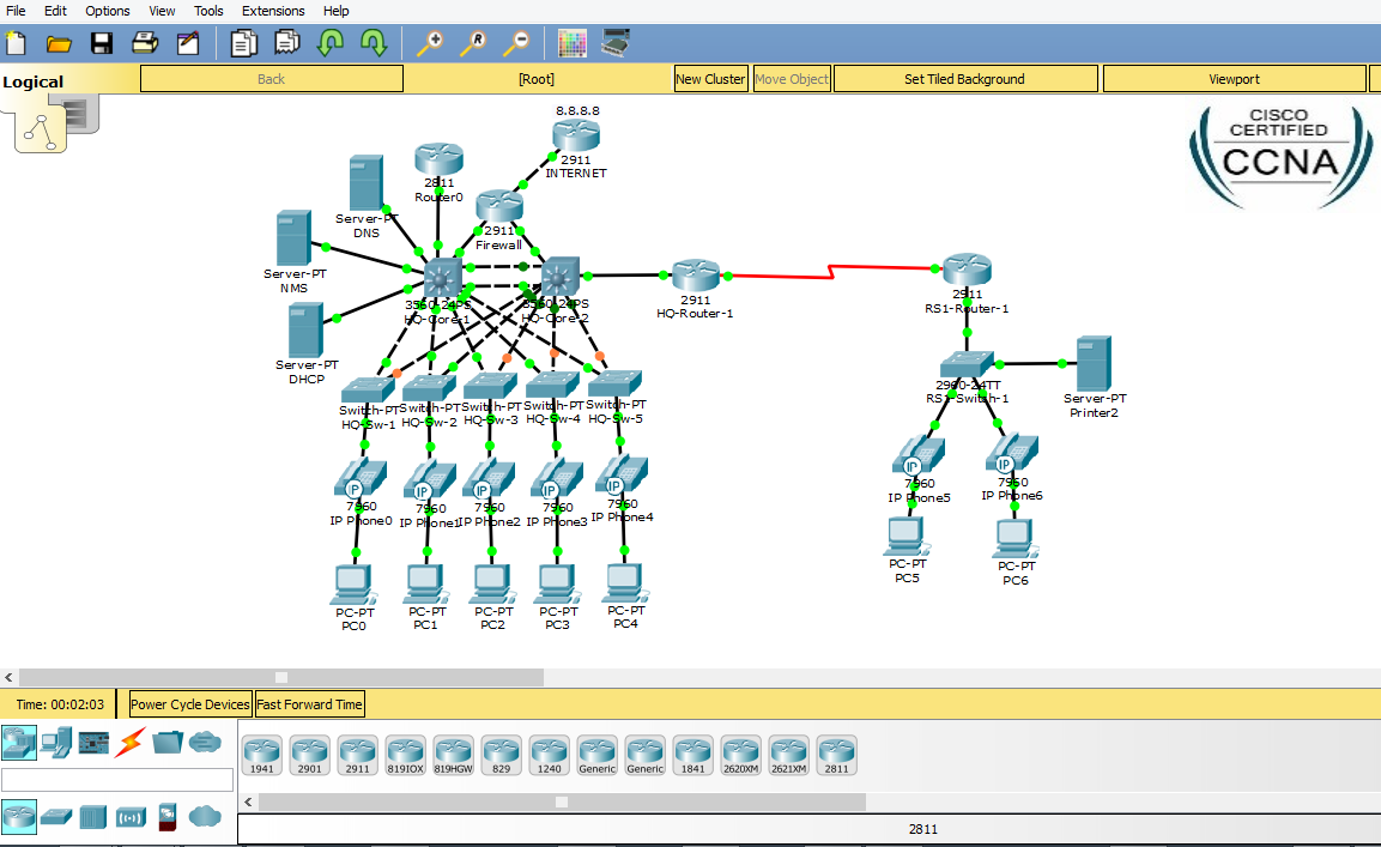 File Edit Options View Tools Extensions Help
Logical
Back
[Root]
New Cluster
Move Object
Set Tiled Background
Viewport
CISCO
CERTIFIED
CCNA
8.8.8.8
2911
INTERNET
2811
Router0
2911
Firewall
Server-PT
DNS
Server-PT
NMS
Server-PT
DHCP
3560-24PS
HQ-Core-1
3560-24PS
HQ-Core-2
2911
HQ-Router-1
2911
RS1-Router-1
2960-24TT
RS1-Switch-1
Server-PT
Printer2
Switch-PT
HQ-Sw-1
Switch-PT
HQ-Sw-2
Switch-PT
HQ-Sw-3
Switch-PT
HQ-Sw-4
Switch-PT
HQ-Sw-5
IP
7960
IP Phone0
IP
7960
IP Phone1
IP
7960
IP Phone2
IP
7960
IP Phone3
IP
7960
IP Phone4
IP
7960
IP Phone5
IP
7960
IP Phone6
PC-PT
PC0
PC-PT
PC1
PC-PT
PC2
PC-PT
PC3
PC-PT
PC4
PC-PT
PC5
PC-PT
PC6
Time: 00:02:03
Power Cycle Devices
Fast Forward Time
1941 2901 2911 819IOX 819HGW 829 1240 Generic Generic 1841 2620XM 2621XM 2811
2811